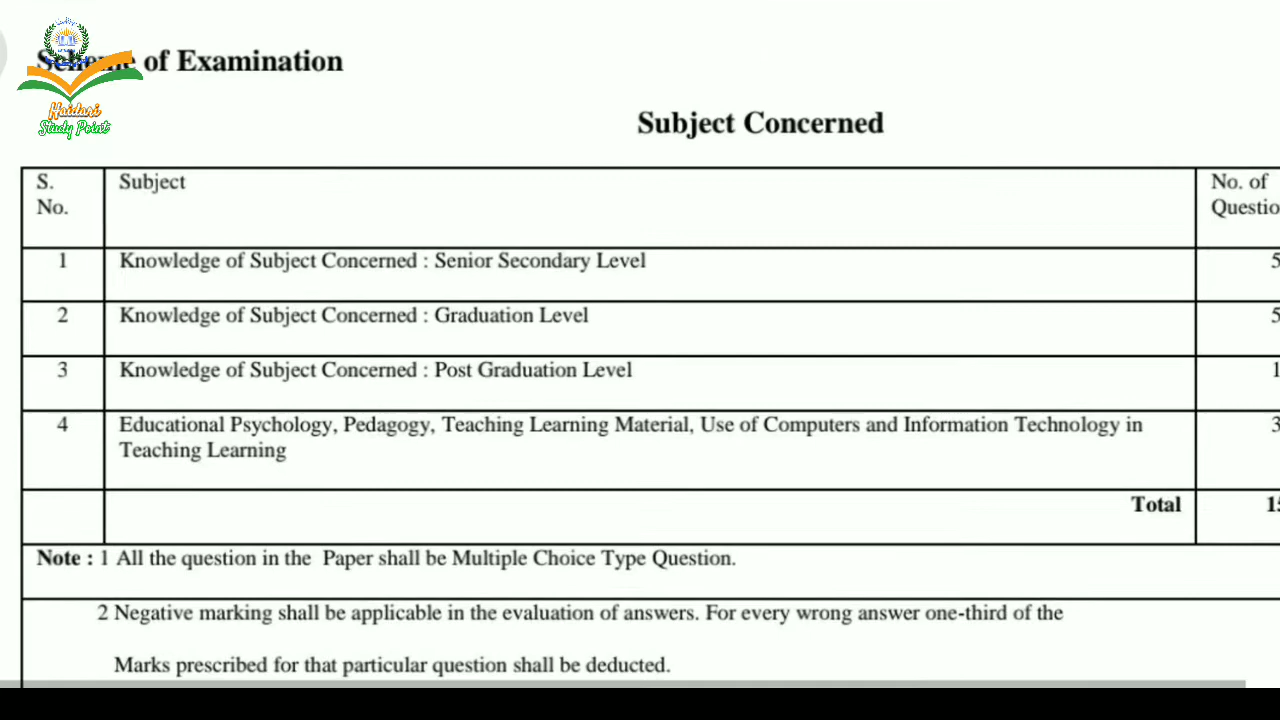 Scheme of Examination
Haidari
Study Point
Subject Concerned
S.
No.
Subject
No. of
1
Knowledge of Subject Concerned : Senior Secondary Level
2
Knowledge of Subject Concerned : Graduation Level
3
Knowledge of Subject Concerned : Post Graduation Level
4
Educational Psychology, Pedagogy, Teaching Learning Material, Use of Computers and Information Technology in
Teaching Learning
Total
Note : 1 All the question in the Paper shall be Multiple Choice Type Question.
2 Negative marking shall be applicable in the evaluation of answers. For every wrong answer one-third of the
Marks prescribed for that particular question shall be deducted.